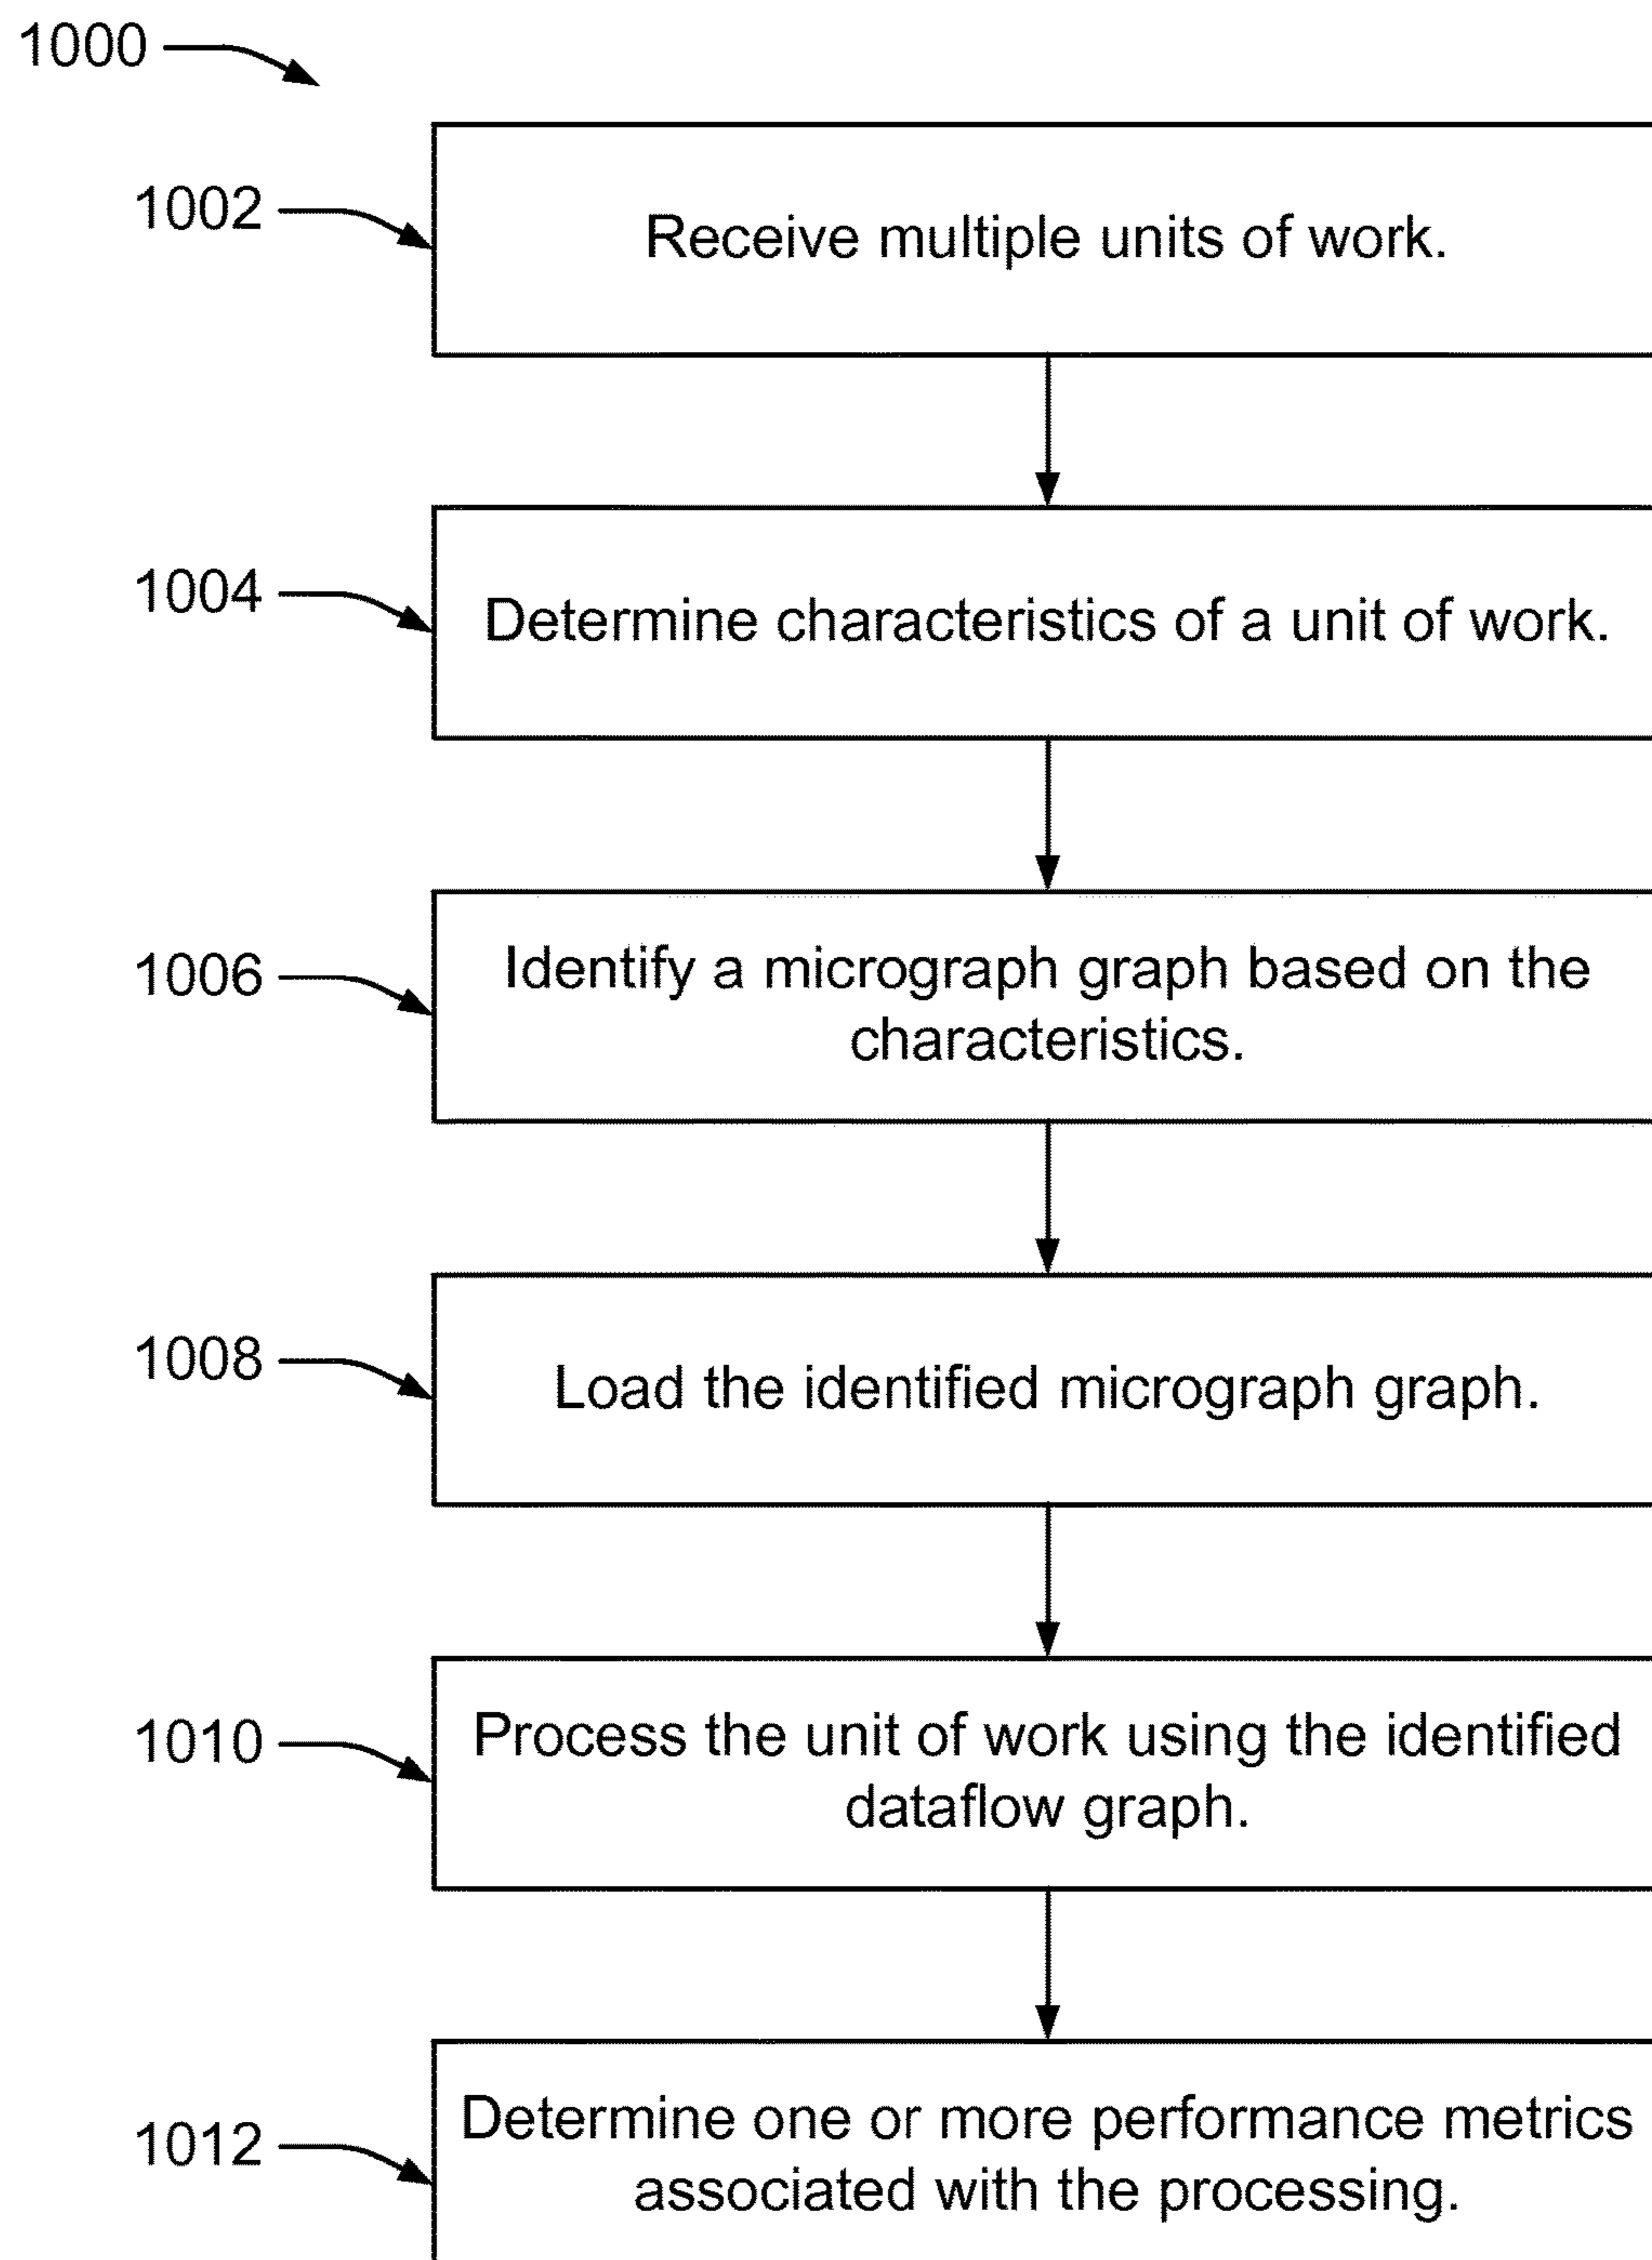 1000
1002
Receive multiple units of work.
1004
Determine characteristics of a unit of work.
1006
Identify a micrograph graph based on the
characteristics.
1008
Load the identified micrograph graph.
1010
Process the unit of work using the identified
dataflow graph.
1012
Determine one or more performance metrics
associated with the processing.